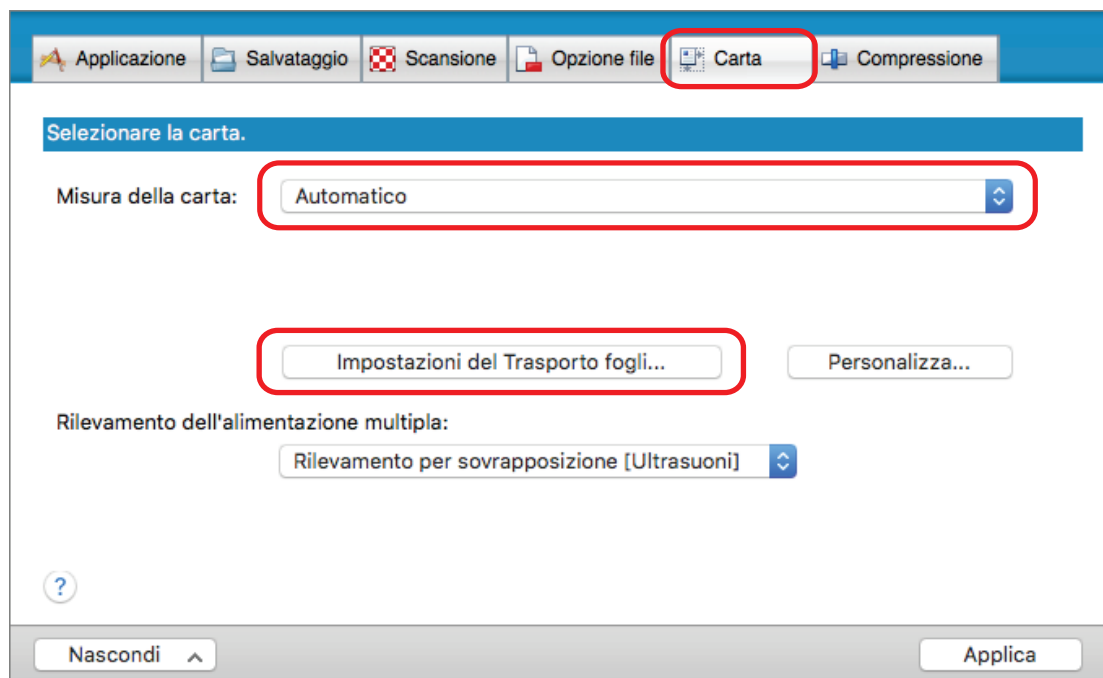 Applicazione Salvataggio Scansione Opzione file Carta Compressione
Selezionare la carta.
Misura della carta: Automatico
Impostazioni del Trasporto fogli... Personalizza...
Rilevamento dell'alimentazione multipla:
Rilevamento per sovrapposizione [Ultrasuoni]
?
Nascondi Applica